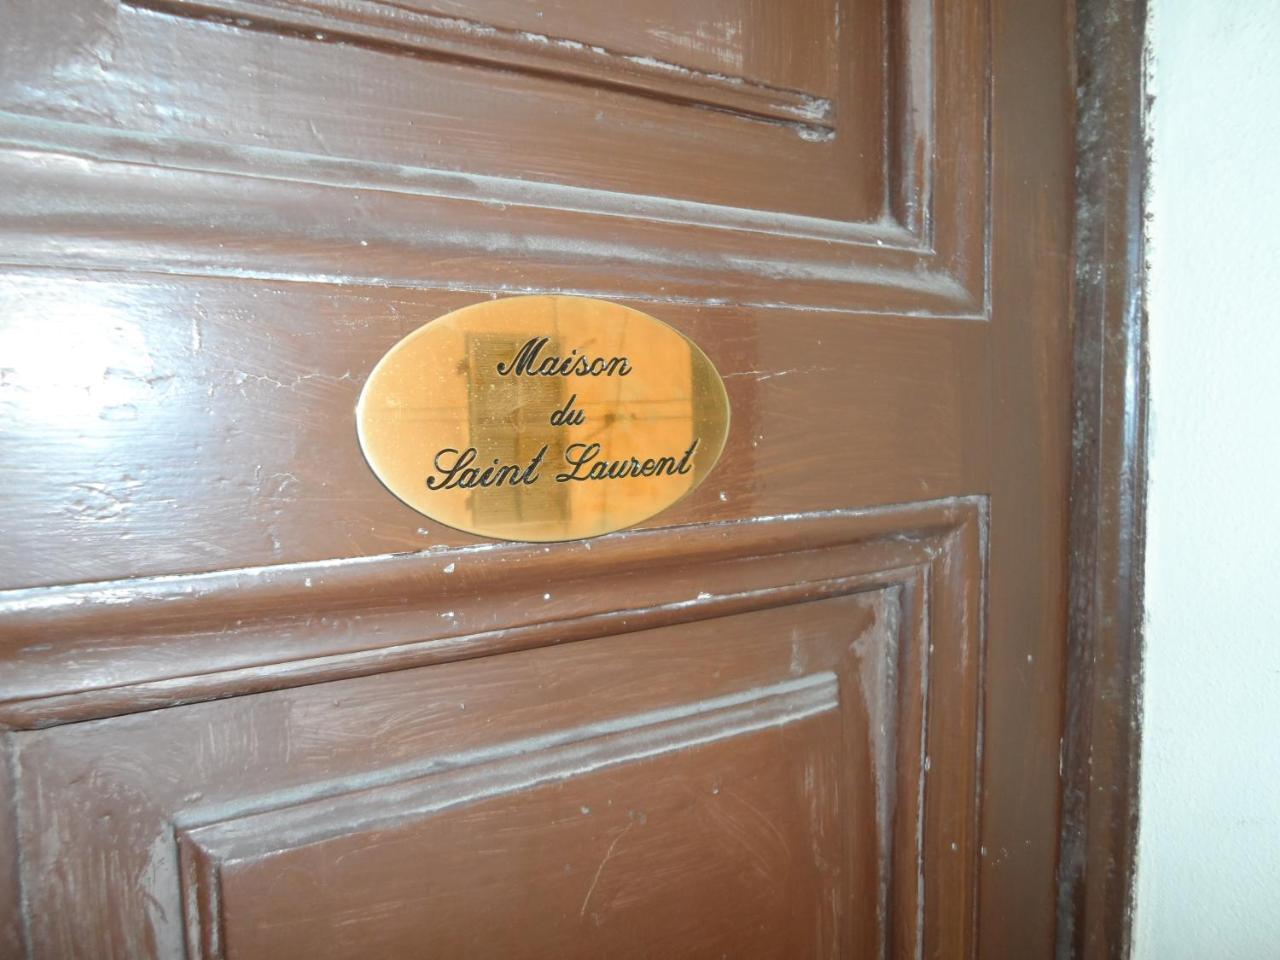 Maison
du
Saint Laurent